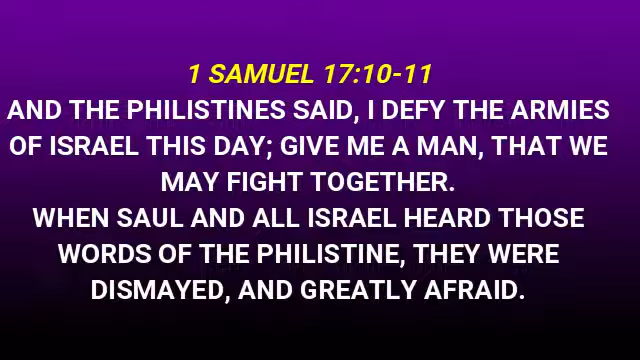 1 SAMUEL 17:10-11
AND THE PHILISTINES SAID, I DEFY THE ARMIES
OF ISRAEL THIS DAY; GIVE ME A MAN, THAT WE
MAY FIGHT TOGETHER.
WHEN SAUL AND ALL ISRAEL HEARD THOSE
WORDS OF THE PHILISTINE, THEY WERE
DISMAYED, AND GREATLY AFRAID.